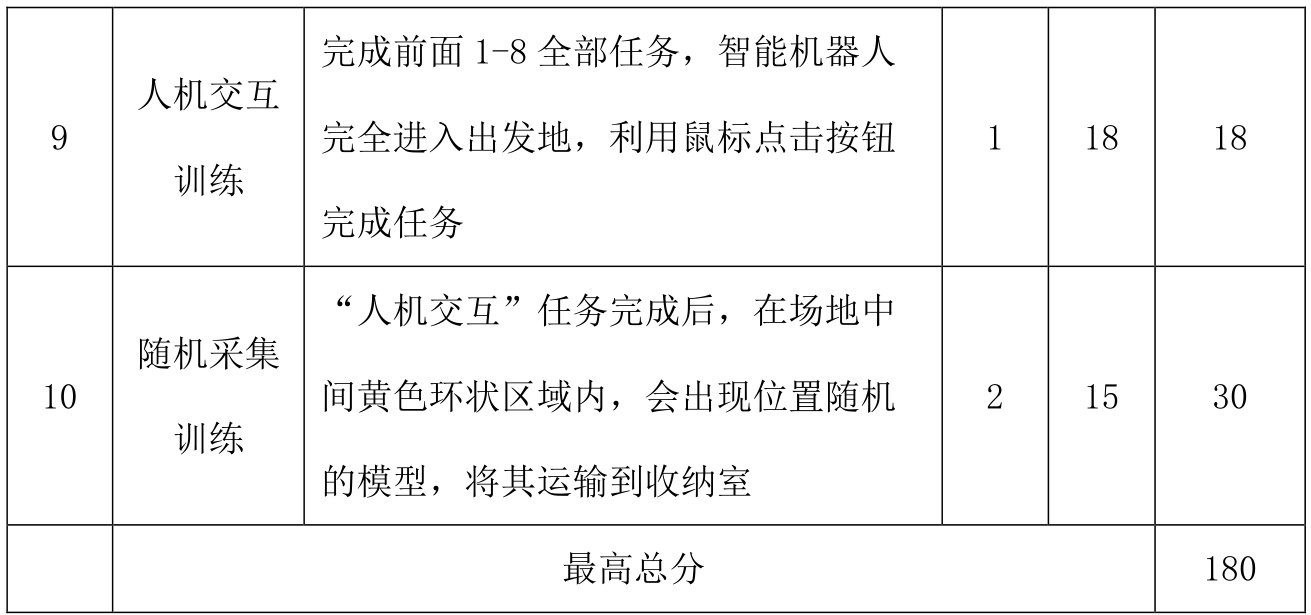 9
人机交互
训练
完成前面 1-8 全部任务，智能机器人
完全进入出发地，利用鼠标点击按钮
完成任务
1
18
18
10
随机采集
训练
“人机交互”任务完成后，在场地中
间黄色环状区域内，会出现位置随机
的模型，将其运输到收纳室
2
15
30
最高总分
180